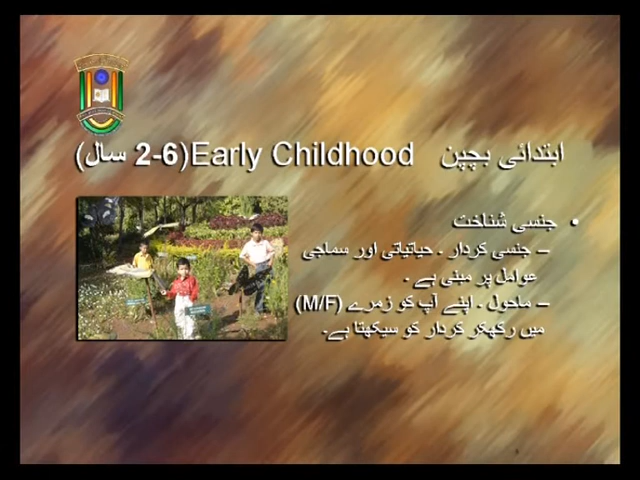 ابتدائی بچپن Early Childhood(2-6 سال)
• جنسی شناخت
– جنسی کردار ۔ حیاتیاتی اور سماجی
عوامل پر مبنی ہے ۔
– ماحول ۔ اپنے آپ کو زمرے (M/F)
میں رکھکر کردار کو سیکھتا ہے۔